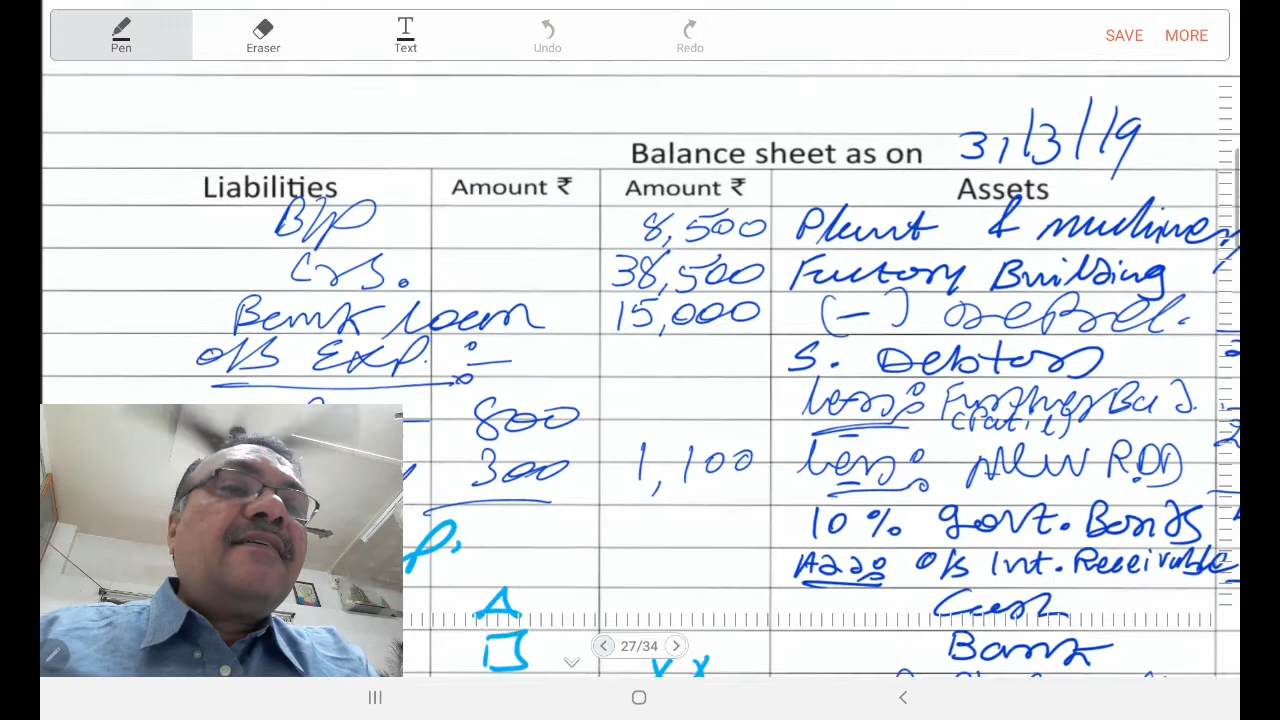 Pen Eraser Text Undo Redo SAVE MORE
Balance sheet as on 31/3/19
Liabilities Amount ₹ Amount ₹ Assets
B/P 8,500 Plant & machinery
Crs. 38,500 Factory Building
Bank loan 15,000 (-) Deprel.
o/s Exp. :- S. Debtors
800 less: Further Bad.
300 1,100 less: New RDD
10% Govt. Bonds
P. Add: o/s Int. Receivable
A Cash
27/34
B Bank